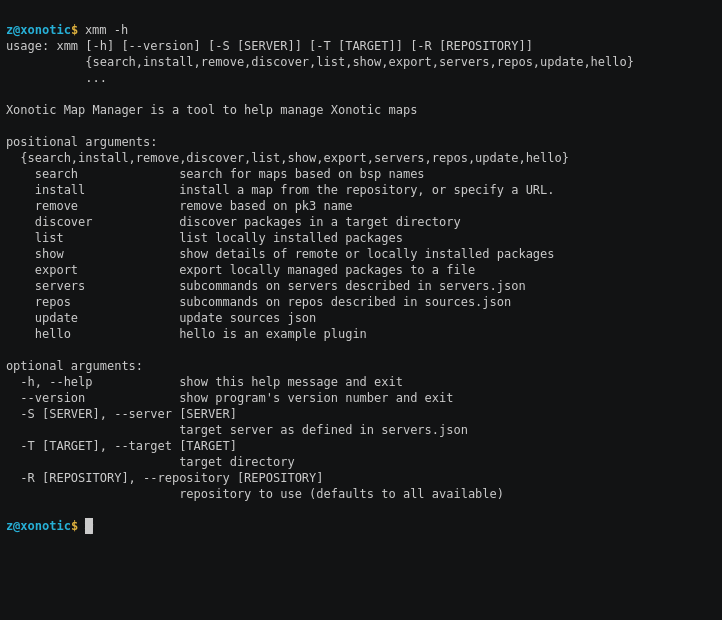 z@xonotic$ xmm -h
usage: xmm [-h] [--version] [-S [SERVER]] [-T [TARGET]] [-R [REPOSITORY]]
           {search,install,remove,discover,list,show,export,servers,repos,update,hello}
           ...

Xonotic Map Manager is a tool to help manage Xonotic maps

positional arguments:
  {search,install,remove,discover,list,show,export,servers,repos,update,hello}
    search              search for maps based on bsp names
    install             install a map from the repository, or specify a URL.
    remove              remove based on pk3 name
    discover            discover packages in a target directory
    list                list locally installed packages
    show                show details of remote or locally installed packages
    export              export locally managed packages to a file
    servers             subcommands on servers described in servers.json
    repos               subcommands on repos described in sources.json
    update              update sources json
    hello               hello is an example plugin

optional arguments:
  -h, --help            show this help message and exit
  --version             show program's version number and exit
  -S [SERVER], --server [SERVER]
                        target server as defined in servers.json
  -T [TARGET], --target [TARGET]
                        target directory
  -R [REPOSITORY], --repository [REPOSITORY]
                        repository to use (defaults to all available)

z@xonotic$